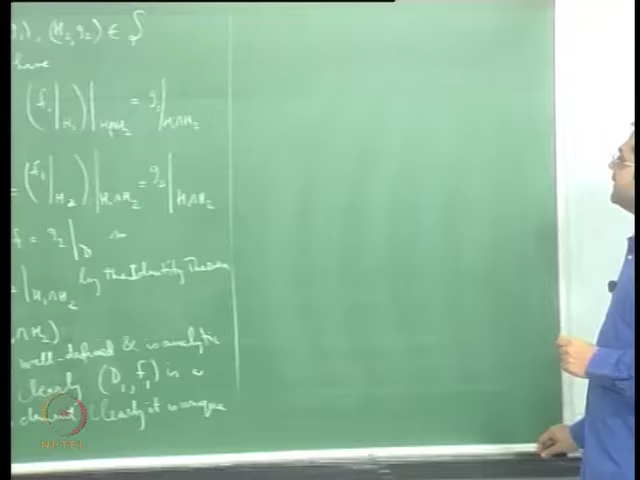 g₁), (H₂, g₂) ∈ S
have
(f₁|H₁)|H₁∩H₂ = g₁|H₁∩H₂
= (f₁|H₂)|H₁∩H₂ = g₂|H₁∩H₂
f = g₂|D
by the Identity Theorem
|H₁∩H₂
∩H₂)
well-defined & is analytic
clearly (D₁, f₁) is a
Clearly it is unique
NPTEL